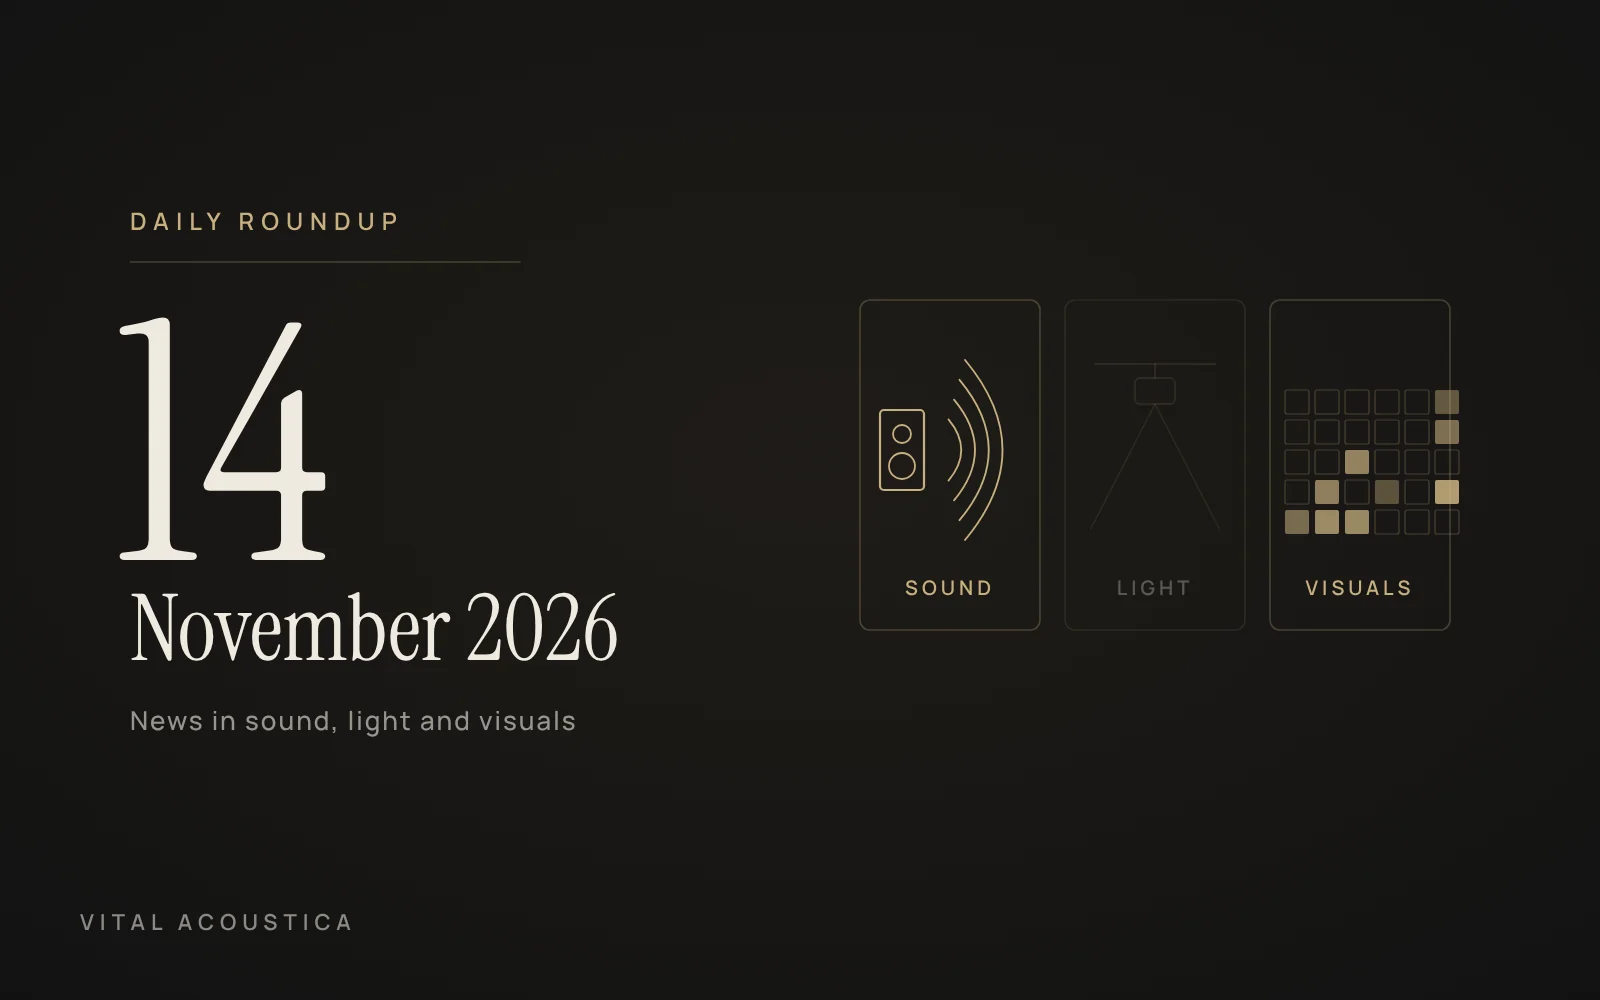 DAILY ROUNDUP
14
November 2026
News in sound, light and visuals
SOUND
LIGHT
VISUALS
VITAL ACOUSTICA